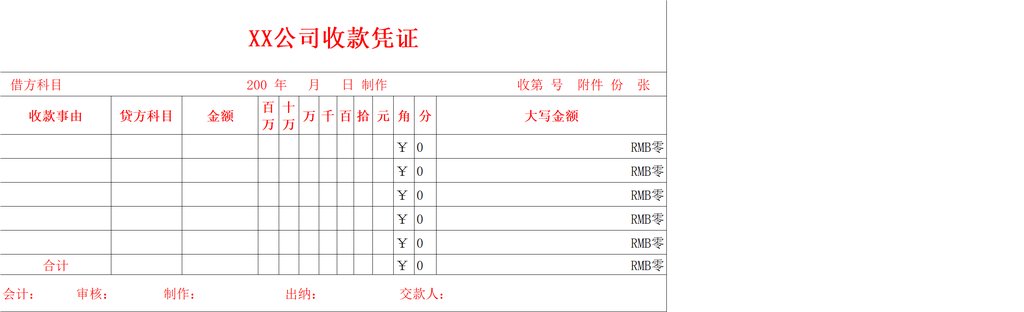 XX公司收款凭证
借方科目 200 年 月 日 制作 收第 号 附件 份 张
收款事由 贷方科目 金额 百万 十万 万 千 百 拾 元 角 分 大写金额
¥ 0 RMB零
¥ 0 RMB零
¥ 0 RMB零
¥ 0 RMB零
¥ 0 RMB零
合计 ¥ 0 RMB零
会计： 审核： 制作： 出纳： 交款人：